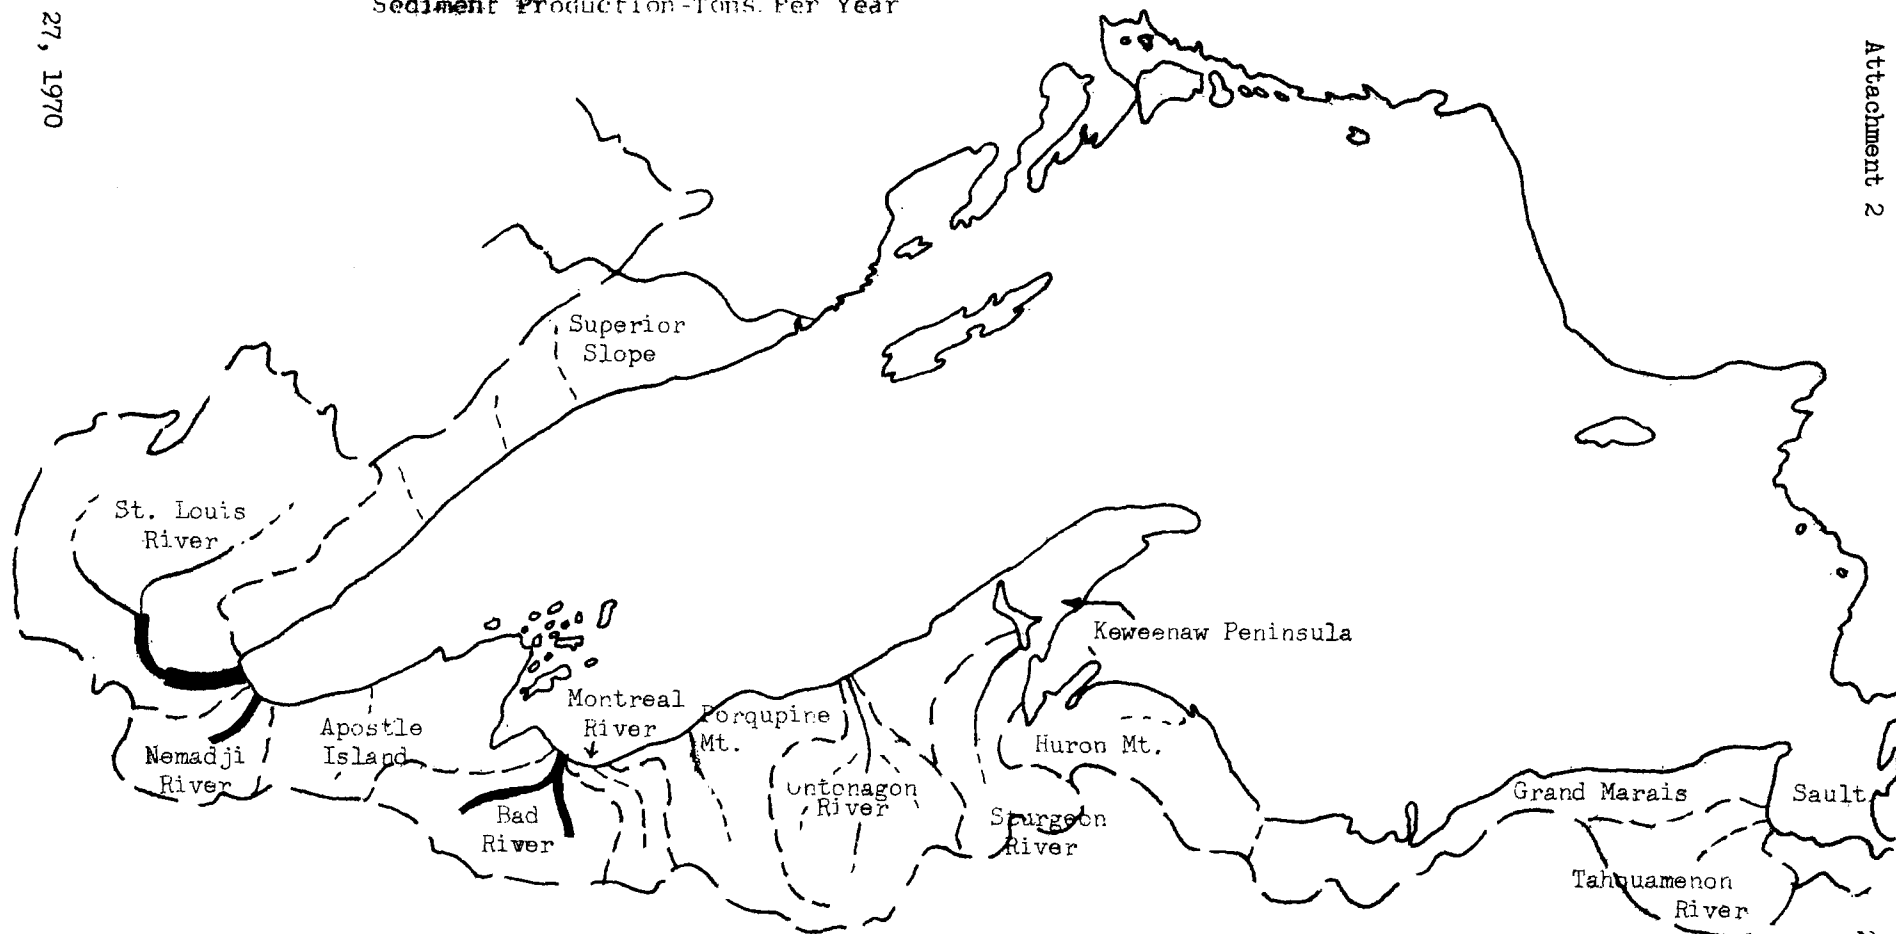 Sediment Production-Tons. Per Year
27, 1970
Attachment 2
Superior
Slope
St. Louis
River
Keweenaw Peninsula
Montreal
River
Porqupine
Mt.
Apostle
Island
Nemadji
River
Huron Mt.
Ontonagon
River
Bad
River
Sturgeon
River
Grand Marais
Sault
Tahquamenon
River